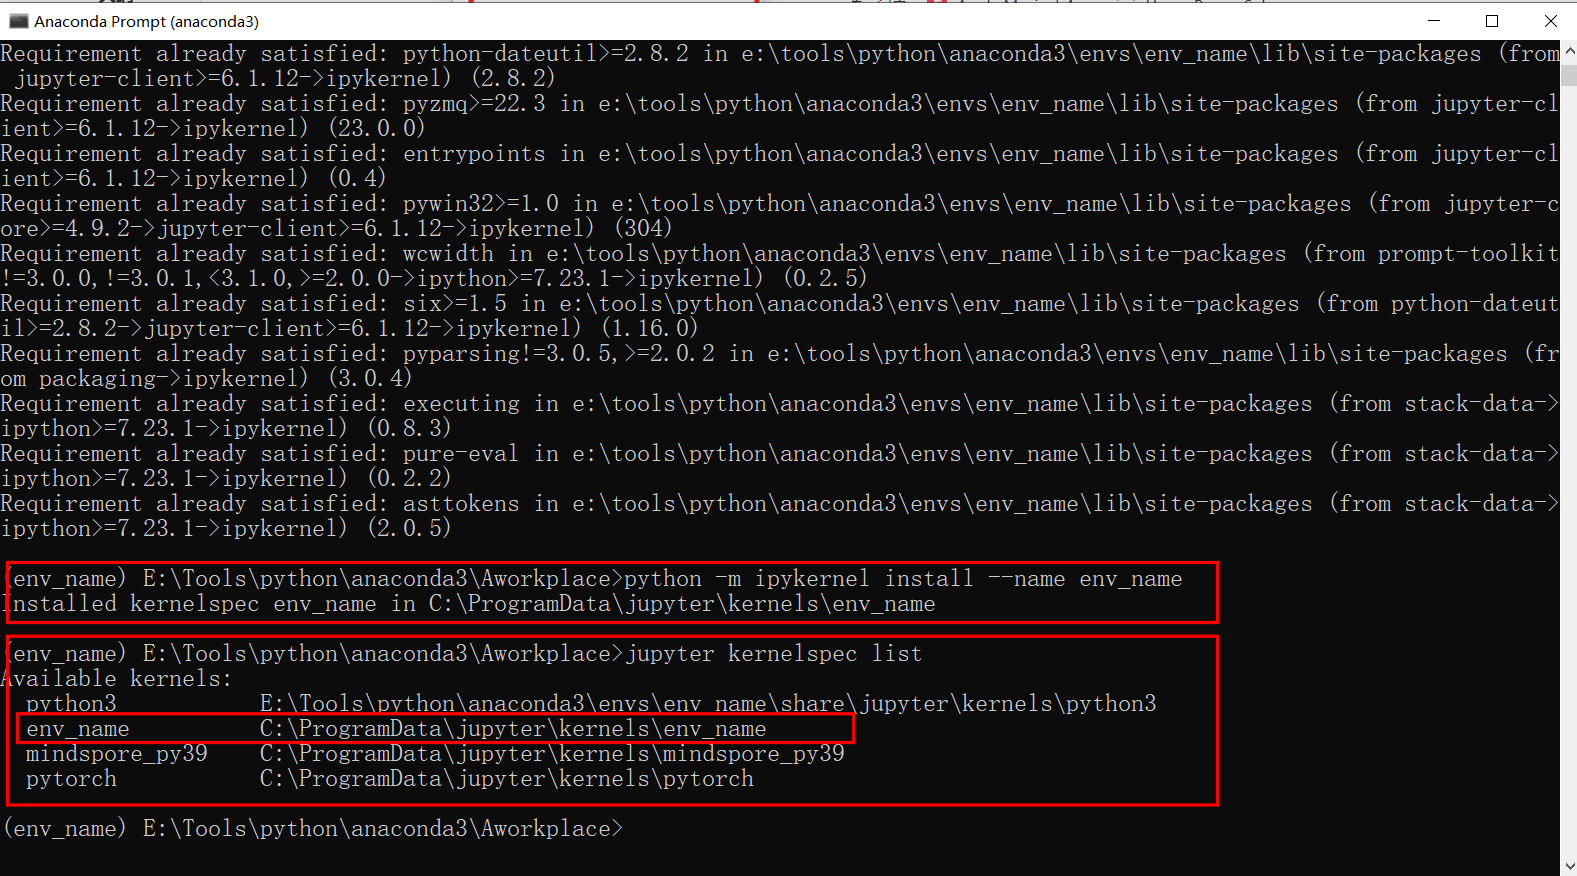 Anaconda Prompt (anaconda3)
Requirement already satisfied: python-dateutil>=2.8.2 in e:\tools\python\anaconda3\envs\env_name\lib\site-packages (from
 jupyter-client>=6.1.12->ipykernel) (2.8.2)
Requirement already satisfied: pyzmq>=22.3 in e:\tools\python\anaconda3\envs\env_name\lib\site-packages (from jupyter-cl
ient>=6.1.12->ipykernel) (23.0.0)
Requirement already satisfied: entrypoints in e:\tools\python\anaconda3\envs\env_name\lib\site-packages (from jupyter-cl
ient>=6.1.12->ipykernel) (0.4)
Requirement already satisfied: pywin32>=1.0 in e:\tools\python\anaconda3\envs\env_name\lib\site-packages (from jupyter-c
ore>=4.9.2->jupyter-client>=6.1.12->ipykernel) (304)
Requirement already satisfied: wcwidth in e:\tools\python\anaconda3\envs\env_name\lib\site-packages (from prompt-toolkit
!=3.0.0,!=3.0.1,<3.1.0,>=2.0.0->ipython>=7.23.1->ipykernel) (0.2.5)
Requirement already satisfied: six>=1.5 in e:\tools\python\anaconda3\envs\env_name\lib\site-packages (from python-dateut
il>=2.8.2->jupyter-client>=6.1.12->ipykernel) (1.16.0)
Requirement already satisfied: pyparsing!=3.0.5,>=2.0.2 in e:\tools\python\anaconda3\envs\env_name\lib\site-packages (fr
om packaging->ipykernel) (3.0.4)
Requirement already satisfied: executing in e:\tools\python\anaconda3\envs\env_name\lib\site-packages (from stack-data->
ipython>=7.23.1->ipykernel) (0.8.3)
Requirement already satisfied: pure-eval in e:\tools\python\anaconda3\envs\env_name\lib\site-packages (from stack-data->
ipython>=7.23.1->ipykernel) (0.2.2)
Requirement already satisfied: asttokens in e:\tools\python\anaconda3\envs\env_name\lib\site-packages (from stack-data->
ipython>=7.23.1->ipykernel) (2.0.5)
(env_name) E:\Tools\python\anaconda3\Aworkplace>python -m ipykernel install --name env_name
Installed kernelspec env_name in C:\ProgramData\jupyter\kernels\env_name
(env_name) E:\Tools\python\anaconda3\Aworkplace>jupyter kernelspec list
Available kernels:
  python3           E:\Tools\python\anaconda3\envs\env_name\share\jupyter\kernels\python3
  env_name          C:\ProgramData\jupyter\kernels\env_name
  mindspore_py39    C:\ProgramData\jupyter\kernels\mindspore_py39
  pytorch           C:\ProgramData\jupyter\kernels\pytorch
(env_name) E:\Tools\python\anaconda3\Aworkplace>